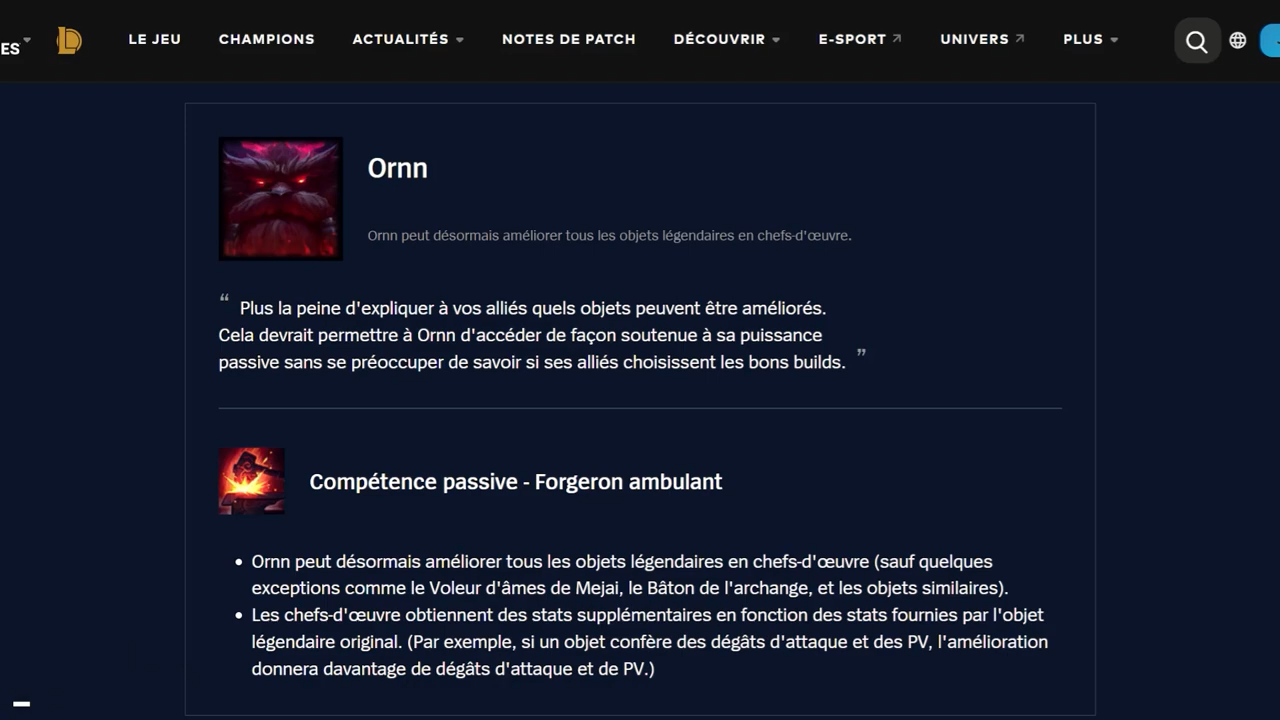 ES
LE JEU
CHAMPIONS
ACTUALITÉS
NOTES DE PATCH
DÉCOUVRIR
E-SPORT
UNIVERS
PLUS
Ornn
Ornn peut désormais améliorer tous les objets légendaires en chefs-d'œuvre.
“ Plus la peine d'expliquer à vos alliés quels objets peuvent être améliorés.
Cela devrait permettre à Ornn d'accéder de façon soutenue à sa puissance
passive sans se préoccuper de savoir si ses alliés choisissent les bons builds. ”
Compétence passive - Forgeron ambulant
• Ornn peut désormais améliorer tous les objets légendaires en chefs-d'œuvre (sauf quelques
exceptions comme le Voleur d'âmes de Mejai, le Bâton de l'archange, et les objets similaires).
• Les chefs-d'œuvre obtiennent des stats supplémentaires en fonction des stats fournies par l'objet
légendaire original. (Par exemple, si un objet confère des dégâts d'attaque et des PV, l'amélioration
donnera davantage de dégâts d'attaque et de PV.)